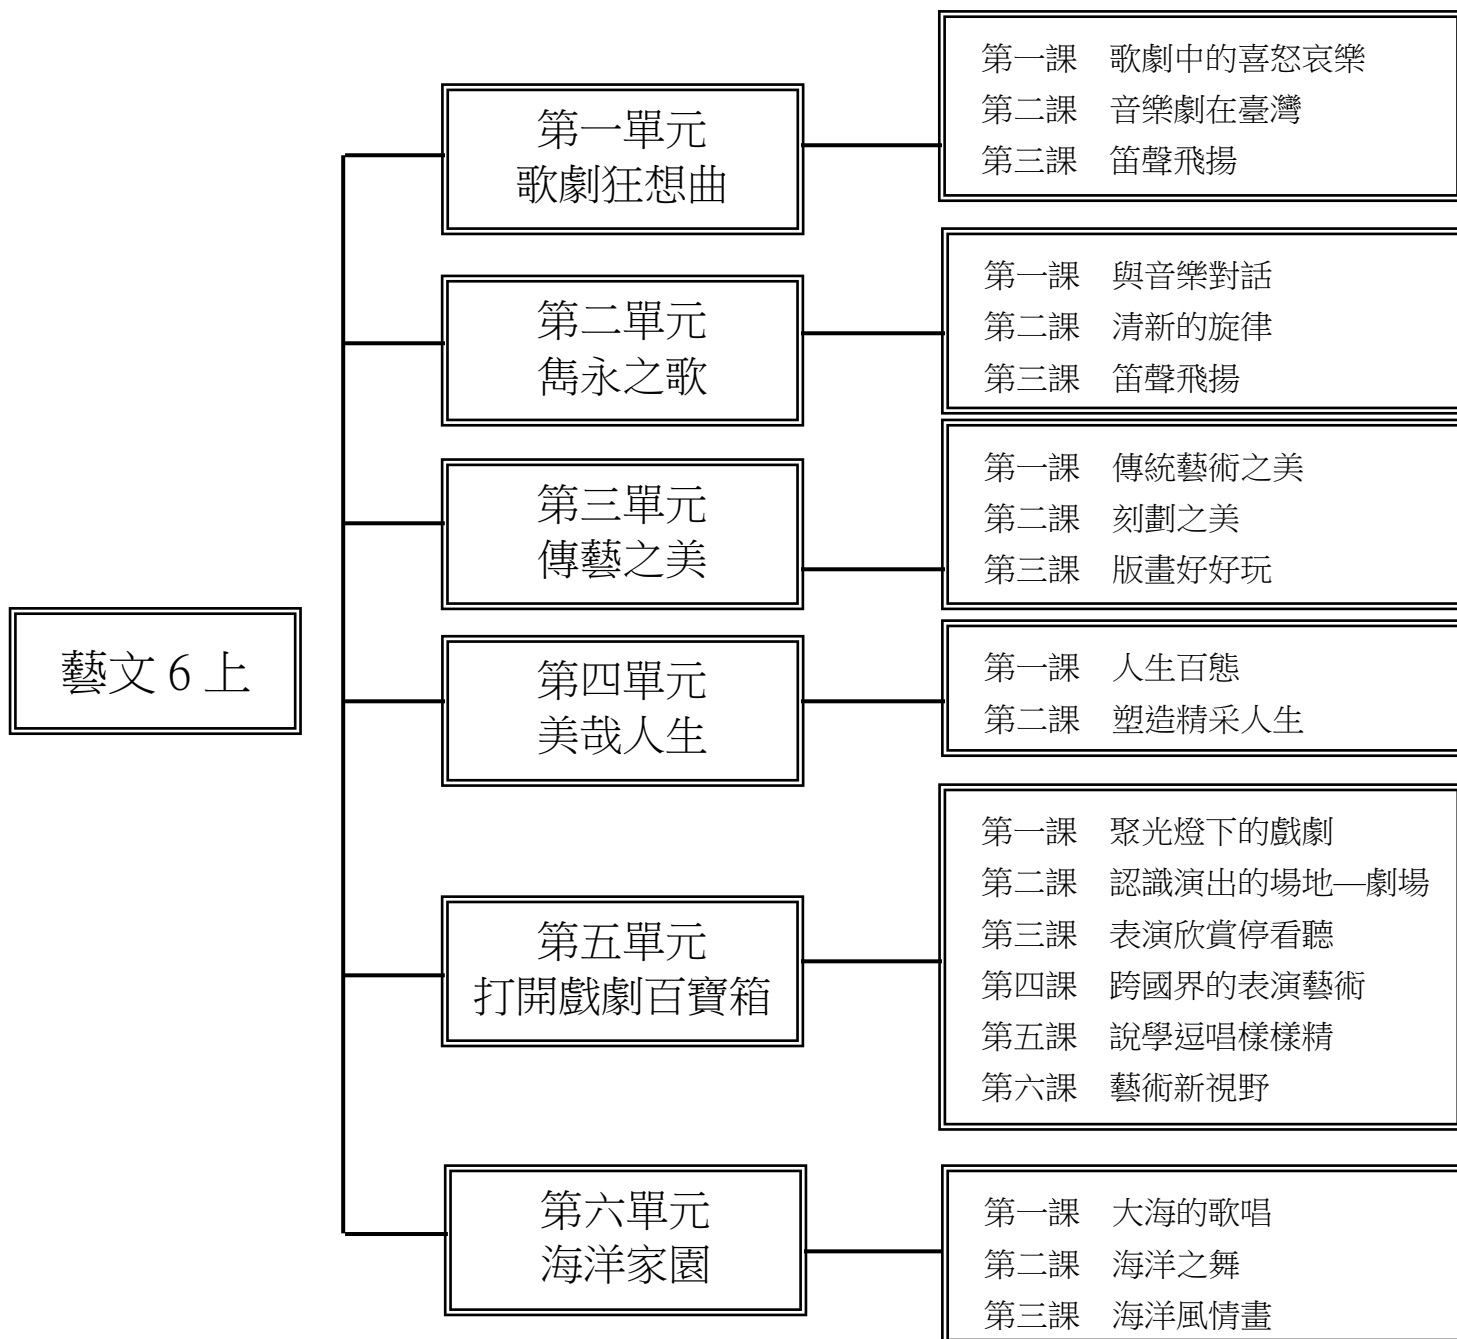 藝文 6 上
第一單元
歌劇狂想曲
第一課　歌劇中的喜怒哀樂
第二課　音樂劇在臺灣
第三課　笛聲飛揚
第二單元
雋永之歌
第一課　與音樂對話
第二課　清新的旋律
第三課　笛聲飛揚
第三單元
傳藝之美
第一課　傳統藝術之美
第二課　刻劃之美
第三課　版畫好好玩
第四單元
美哉人生
第一課　人生百態
第二課　塑造精采人生
第五單元
打開戲劇百寶箱
第一課　聚光燈下的戲劇
第二課　認識演出的場地—劇場
第三課　表演欣賞停看聽
第四課　跨國界的表演藝術
第五課　說學逗唱樣樣精
第六課　藝術新視野
第六單元
海洋家園
第一課　大海的歌唱
第二課　海洋之舞
第三課　海洋風情畫